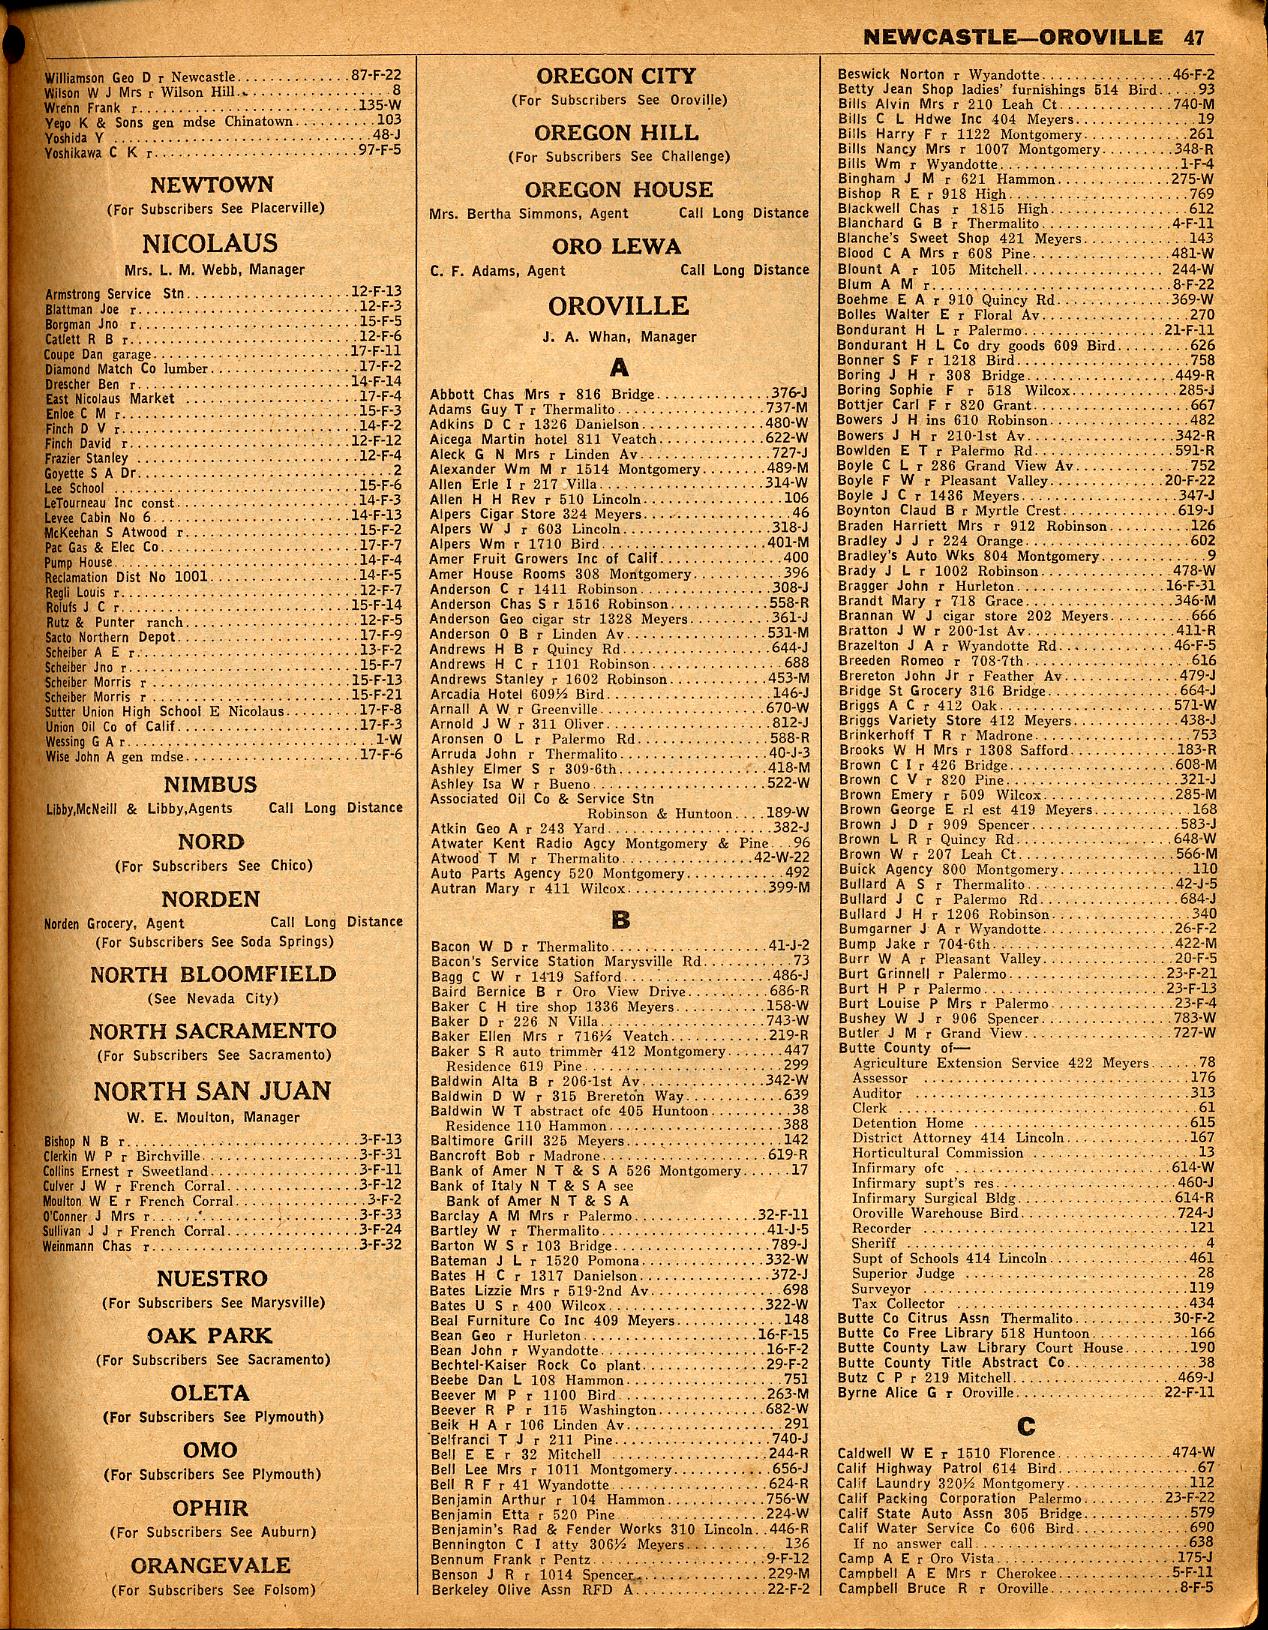 NEWCASTLE—OROVILLE 47
Williamson Geo D r Newcastle 87-F-22
Wilson W J Mrs r Wilson Hill 8
Wrenn Frank r 135-W
Yego K & Sons gen mdse Chinatown 103
Yoshida Y 48-J
Yoshikawa C K r 97-F-5
NEWTOWN
(For Subscribers See Placerville)
NICOLAUS
Mrs. L. M. Webb, Manager
Armstrong Service Stn 12-F-13
Blattman Joe r 12-F-3
Borgman Jno r 15-F-5
Catlett R B r 12-F-6
Coupe Dan garage 17-F-11
Diamond Match Co lumber 17-F-2
Drescher Ben r 14-F-14
East Nicolaus Market 17-F-4
Enloe C M r 15-F-3
Finch D V r 14-F-2
Finch David r 12-F-12
Frazier Stanley 12-F-4
Goyette S A Dr 2
Lee School 15-F-6
LeTourneau Inc const 14-F-3
Levee Cabin No 6 14-F-13
McKeehan S Atwood r 15-F-2
Pac Gas & Elec Co 17-F-7
Pump House 14-F-4
Reclamation Dist No 1001 14-F-5
Regli Louis r 12-F-7
Rolufs J C r 15-F-14
Rutz & Punter ranch 12-F-5
Sacto Northern Depot 17-F-9
Scheiber A E r 13-F-2
Scheiber Jno r 15-F-7
Scheiber Morris r 15-F-13
Scheiber Morris r 15-F-21
Sutter Union High School E Nicolaus 17-F-8
Union Oil Co of Calif 17-F-3
Wessing G A r 1-W
Wise John A gen mdse 17-F-6
NIMBUS
Libby,McNeill & Libby,Agents Call Long Distance
NORD
(For Subscribers See Chico)
NORDEN
Norden Grocery, Agent Call Long Distance
(For Subscribers See Soda Springs)
NORTH BLOOMFIELD
(See Nevada City)
NORTH SACRAMENTO
(For Subscribers See Sacramento)
NORTH SAN JUAN
W. E. Moulton, Manager
Bishop N B r 3-F-13
Clerkin W P r Birchville 3-F-31
Collins Ernest r Sweetland 3-F-11
Culver J W r French Corral 3-F-12
Moulton W E r French Corral 3-F-2
O'Conner J Mrs r 3-F-33
Sullivan J J r French Corral 3-F-24
Weinmann Chas r 3-F-32
NUESTRO
(For Subscribers See Marysville)
OAK PARK
(For Subscribers See Sacramento)
OLETA
(For Subscribers See Plymouth)
OMO
(For Subscribers See Plymouth)
OPHIR
(For Subscribers See Auburn)
ORANGEVALE
(For Subscribers See Folsom)
OREGON CITY
(For Subscribers See Oroville)
OREGON HILL
(For Subscribers See Challenge)
OREGON HOUSE
Mrs. Bertha Simmons, Agent Call Long Distance
ORO LEWA
C. F. Adams, Agent Call Long Distance
OROVILLE
J. A. Whan, Manager
A
Abbott Chas Mrs r 816 Bridge 376-J
Adams Guy T r Thermalito 737-M
Adkins D C r 1326 Danielson 480-W
Aicega Martin hotel 811 Veatch 622-W
Aleck G N Mrs r Linden Av 727-J
Alexander Wm M r 1514 Montgomery 489-M
Allen Erle I r 217 Villa 314-W
Allen H H Rev r 510 Lincoln 106
Alpers Cigar Store 324 Meyers 46
Alpers W J r 603 Lincoln 318-J
Alpers Wm r 1710 Bird 401-M
Amer Fruit Growers Inc of Calif 400
Amer House Rooms 308 Montgomery 396
Anderson C r 1411 Robinson 308-J
Anderson Chas S r 1516 Robinson 558-R
Anderson Geo cigar str 1328 Meyers 361-J
Anderson O B r Linden Av 531-M
Andrews H B r Quincy Rd 644-J
Andrews H C r 1101 Robinson 688
Andrews Stanley r 1602 Robinson 453-M
Arcadia Hotel 609½ Bird 146-J
Arnall A W r Greenville 670-W
Arnold J W r 311 Oliver 812-J
Aronsen O L r Palermo Rd 588-R
Arruda John r Thermalito 40-J-3
Ashley Elmer S r 309-6th 418-M
Ashley Isa W r Bueno 522-W
Associated Oil Co & Service Stn
Robinson & Huntoon 189-W
Atkin Geo A r 243 Yard 382-J
Atwater Kent Radio Agcy Montgomery & Pine 96
Atwood T M r Thermalito 42-W-22
Auto Parts Agency 520 Montgomery 492
Autran Mary r 411 Wilcox 399-M
B
Bacon W D r Thermalito 41-J-2
Bacon's Service Station Marysville Rd 73
Bagg C W r 1419 Safford 486-J
Baird Bernice B r Oro View Drive 686-R
Baker C H tire shop 1336 Meyers 158-W
Baker D r 226 N Villa 743-W
Baker Ellen Mrs r 716½ Veatch 219-R
Baker S R auto trimmer 412 Montgomery 447
Residence 619 Pine 299
Baldwin Alta B r 206-1st Av 342-W
Baldwin D W r 315 Brereton Way 639
Baldwin W T abstract ofc 405 Huntoon 38
Residence 110 Hammon 388
Baltimore Grill 325 Meyers 142
Bancroft Bob r Madrone 619-R
Bank of Amer N T & S A 526 Montgomery 17
Bank of Italy N T & S A see
Bank of Amer N T & S A
Barclay A M Mrs r Palermo 32-F-11
Bartley W r Thermalito 41-J-5
Barton W S r 103 Bridge 789-J
Bateman J L r 1520 Pomona 332-W
Bates H C r 1317 Danielson 372-J
Bates Lizzie Mrs r 519-2nd Av 698
Bates U S r 400 Wilcox 322-W
Beal Furniture Co Inc 409 Meyers 148
Bean Geo r Hurleton 16-F-15
Bean John r Wyandotte 16-F-2
Bechtel-Kaiser Rock Co plant 29-F-2
Beebe Dan L 108 Hammon 751
Beever M P r 1100 Bird 263-M
Beever R P r 115 Washington 682-W
Beik H A r 106 Linden Av 291
Belfranci T J r 211 Pine 740-J
Bell E E r 32 Mitchell 244-R
Bell Lee Mrs r 1011 Montgomery 656-J
Bell R F r 41 Wyandotte 624-R
Benjamin Arthur r 104 Hammon 756-W
Benjamin Etta r 520 Pine 224-W
Benjamin's Rad & Fender Works 310 Lincoln 446-R
Bennington C I atty 306½ Meyers 136
Bennum Frank r Pentz 9-F-12
Benson J R r 1014 Spencer 229-M
Berkeley Olive Assn RFD A 22-F-2
Beswick Norton r Wyandotte 46-F-2
Betty Jean Shop ladies' furnishings 514 Bird 93
Bills Alvin Mrs r 210 Leah Ct 740-M
Bills C L Hdwe Inc 404 Meyers 19
Bills Harry F r 1122 Montgomery 261
Bills Nancy Mrs r 1007 Montgomery 348-R
Bills Wm r Wyandotte 1-F-4
Bingham J M r 621 Hammon 275-W
Bishop R E r 918 High 769
Blackwell Chas r 1815 High 612
Blanchard G B r Thermalito 4-F-11
Blanche's Sweet Shop 421 Meyers 143
Blood C A Mrs r 608 Pine 481-W
Blount A r 105 Mitchell 244-W
Blum A M r 8-F-22
Boehme E A r 910 Quincy Rd 369-W
Bolles Walter E r Floral Av 270
Bondurant H L r Palermo 21-F-11
Bondurant H L Co dry goods 609 Bird 626
Bonner S F r 1218 Bird 758
Boring J H r 308 Bridge 449-R
Boring Sophie F r 518 Wilcox 285-J
Bottjer Carl F r 820 Grant 667
Bowers J H ins 610 Robinson 482
Bowers J H r 210-1st Av 342-R
Bowlden E T r Palermo Rd 591-R
Boyle C L r 286 Grand View Av 752
Boyle F W r Pleasant Valley 20-F-22
Boyle J C r 1436 Meyers 347-J
Boynton Claud B r Myrtle Crest 619-J
Braden Harriett Mrs r 912 Robinson 126
Bradley J J r 224 Orange 602
Bradley's Auto Wks 804 Montgomery 9
Brady J L r 1002 Robinson 478-W
Bragger John r Hurleton 16-F-31
Brandt Mary r 718 Grace 346-M
Brannan W J cigar store 202 Meyers 666
Bratton J W r 200-1st Av 411-R
Brazelton J A r Wyandotte Rd 46-F-5
Breeden Romeo r 708-7th 616
Brereton John Jr r Feather Av 479-J
Bridge St Grocery 316 Bridge 664-J
Briggs A C r 412 Oak 571-W
Briggs Variety Store 412 Meyers 438-J
Brinkerhoff T R r Madrone 753
Brooks W H Mrs r 1308 Safford 183-R
Brown C I r 426 Bridge 608-M
Brown C V r 820 Pine 321-J
Brown Emery r 509 Wilcox 285-M
Brown George E rl est 419 Meyers 168
Brown J D r 909 Spencer 583-J
Brown L R r Quincy Rd 648-W
Brown W r 207 Leah Ct 566-M
Buick Agency 800 Montgomery 110
Bullard A S r Thermalito 42-J-5
Bullard J C r Palermo Rd 684-J
Bullard J H r 1206 Robinson 340
Bumgarner J A r Wyandotte 26-F-2
Bump Jake r 704-6th 422-M
Burr W A r Pleasant Valley 20-F-5
Burt Grinnell r Palermo 23-F-21
Burt H P r Palermo 23-F-13
Burt Louise P Mrs r Palermo 23-F-4
Bushey W J r 906 Spencer 783-W
Butler J M r Grand View 727-W
Butte County of—
Agriculture Extension Service 422 Meyers 78
Assessor 176
Auditor 313
Clerk 61
Detention Home 615
District Attorney 414 Lincoln 167
Horticultural Commission 13
Infirmary ofc 614-W
Infirmary supt's res 460-J
Infirmary Surgical Bldg 614-R
Oroville Warehouse Bird 724-J
Recorder 121
Sheriff 4
Supt of Schools 414 Lincoln 461
Superior Judge 28
Surveyor 119
Tax Collector 434
Butte Co Citrus Assn Thermalito 30-F-2
Butte Co Free Library 518 Huntoon 166
Butte County Law Library Court House 190
Butte County Title Abstract Co 38
Butz C P r 219 Mitchell 469-J
Byrne Alice G r Oroville 22-F-11
C
Caldwell W E r 1510 Florence 474-W
Calif Highway Patrol 614 Bird 67
Calif Laundry 320½ Montgomery 112
Calif Packing Corporation Palermo 23-F-22
Calif State Auto Assn 305 Bridge 579
Calif Water Service Co 606 Bird 690
If no answer call 638
Camp A E r Oro Vista 175-J
Campbell A E Mrs r Cherokee 5-F-11
Campbell Bruce R r Oroville 8-F-5